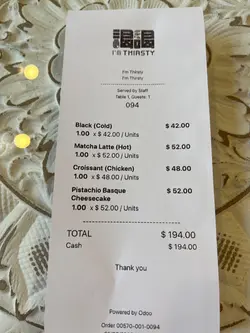 I'm THIRSTY
I'm Thirsty
I'm Thirsty
Served by Staff
Table 1, Guests: 1
094
Black (Cold) $ 42.00
1.00 x $ 42.00 / Units
Matcha Latte (Hot) $ 52.00
1.00 x $ 52.00 / Units
Croissant (Chicken) $ 48.00
1.00 x $ 48.00 / Units
Pistachio Basque $ 52.00
Cheesecake
1.00 x $ 52.00 / Units
TOTAL $ 194.00
Cash $ 194.00
Thank you
Powered by Odoo
Order 00570-001-0094